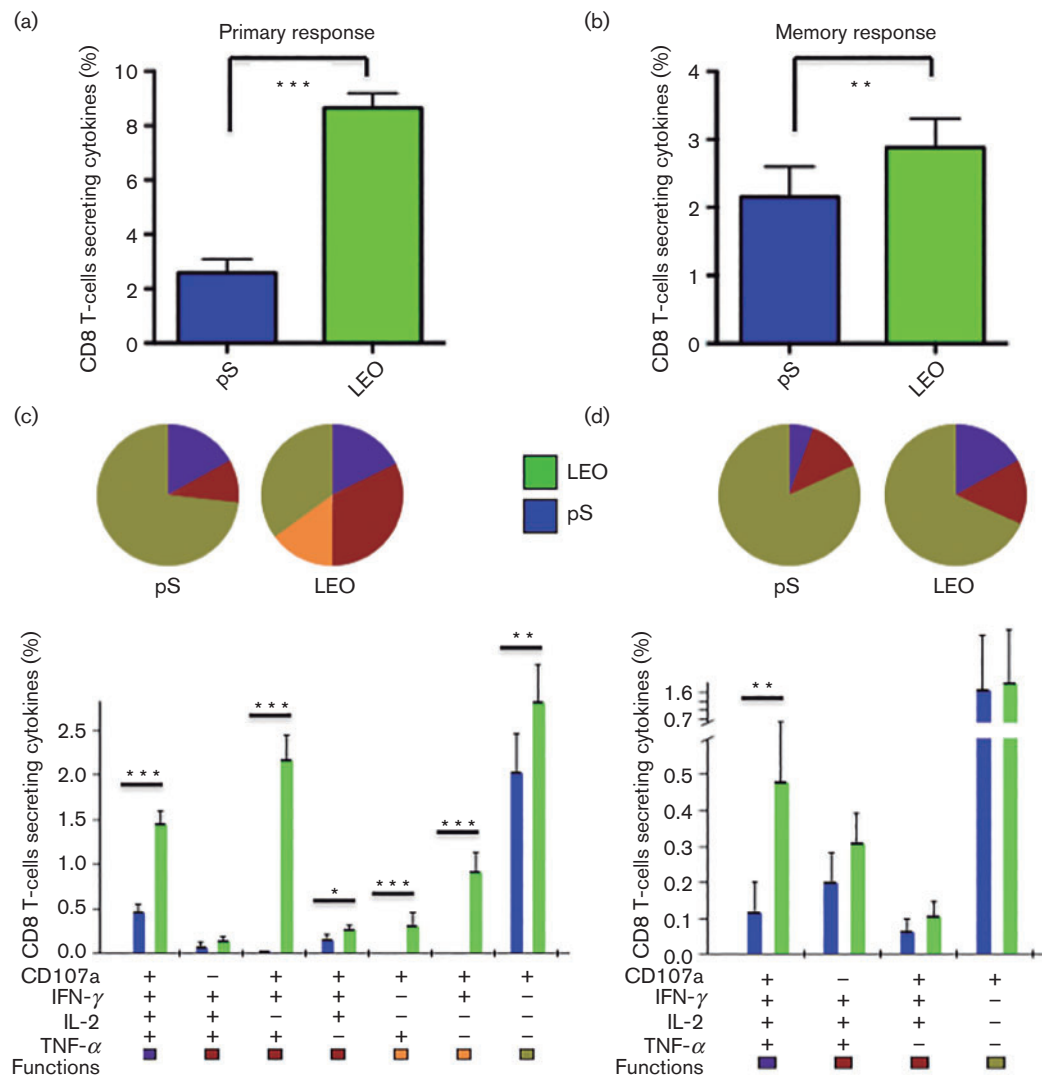 (a)
Primary response
CD8 T-cells secreting cytokines (%)
10
8
6
4
2
0
* * *
pS
LEO
(b)
Memory response
CD8 T-cells secreting cytokines (%)
4
3
2
1
0
* *
pS
LEO
(c)
pS
LEO
LEO
pS
(d)
pS
LEO
CD8 T-cells secreting cytokines (%)
2.5
2.0
1.5
1.0
0.5
0.0
* * *
* * *
*
* * *
* * *
* *
CD107a + − + + + + +
IFN-γ + + + + − + −
IL-2 + + − + − − −
TNF-α + + + − + − −
Functions
CD8 T-cells secreting cytokines (%)
1.6
0.7
0.5
0.4
0.3
0.2
0.1
0.0
* *
CD107a + − + +
IFN-γ + + + −
IL-2 + + + −
TNF-α + + − −
Functions